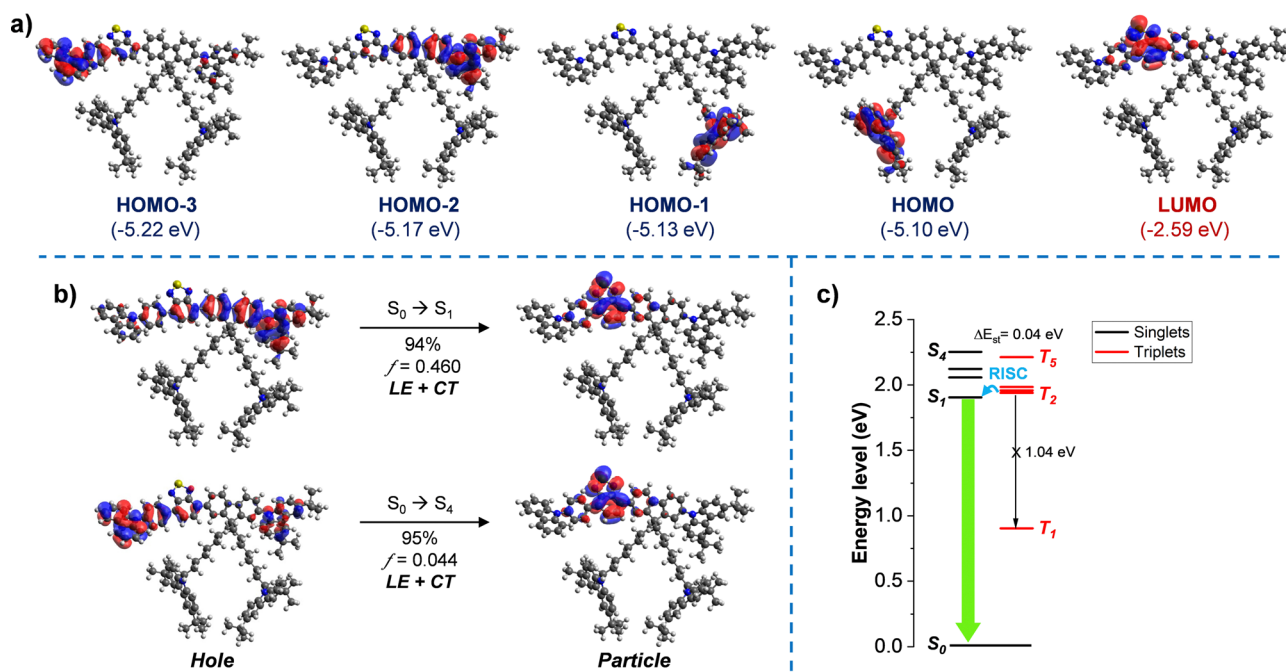 a)
HOMO-3
(-5.22 eV)
HOMO-2
(-5.17 eV)
HOMO-1
(-5.13 eV)
HOMO
(-5.10 eV)
LUMO
(-2.59 eV)
b)
S₀ → S₁
94%
f = 0.460
LE + CT
S₀ → S₄
95%
f = 0.044
LE + CT
Hole
Particle
c)
Energy level (eV)
2.5
2.0
1.5
1.0
0.5
0.0
ΔEst= 0.04 eV
Singlets
Triplets
S₄
T₅
RISC
S₁
T₂
X 1.04 eV
T₁
S₀